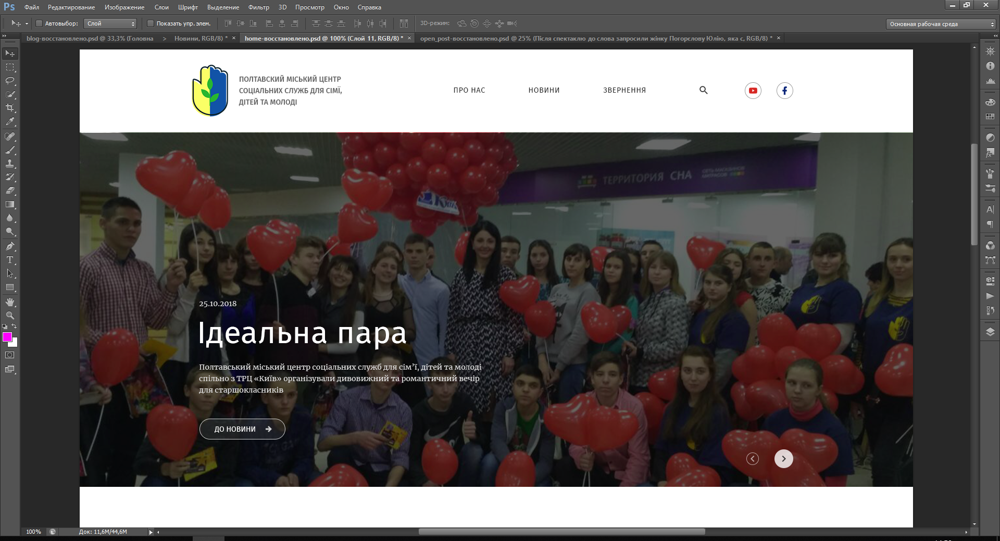 Ps Файл Редактирование Изображение Слои Шрифт Выделение Фильтр 3D Просмотр Окно Справка
Автовыбор: Слой Показать упр. элем. 3D-режим: Основная рабочая среда
blog-восстановлено.psd @ 33,3% (Головна > Новини, RGB/8) * × home-восстановлено.psd @ 100% (Слой 11, RGB/8) * × open_post-восстановлено.psd @ 25% (Після спектаклю до слова запросили жінку Погорєлову Юлію, яка с, RGB/8) * ×
ПОЛТАВСКИЙ МІСЬКИЙ ЦЕНТР
СОЦІАЛЬНИХ СЛУЖБ ДЛЯ СІМЇ,
ДІТЕЙ ТА МОЛОДІ
ПРО НАС НОВИНИ ЗВЕРНЕННЯ
ТЕРРИТОРИЯ СНА
СЕТЬ МАГАЗИНОВ
МАТРАСОВ
25.10.2018
Ідеальна пара
Полтавський міський центр соціальних служб для сім’ї, дітей та молоді
спільно з ТРЦ «Київ» організували дивовижний та романтичний вечір
для старшокласників
ДО НОВИНИ
100% Док: 11,6M/44,6M